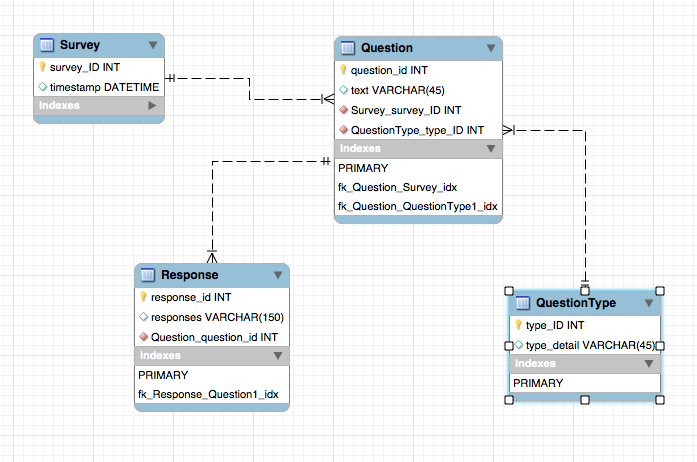 Survey
survey_ID INT
timestamp DATETIME
Indexes
Question
question_id INT
text VARCHAR(45)
Survey_survey_ID INT
QuestionType_type_ID INT
Indexes
PRIMARY
fk_Question_Survey_idx
fk_Question_QuestionType1_idx
Response
response_id INT
responses VARCHAR(150)
Question_question_id INT
Indexes
PRIMARY
fk_Response_Question1_idx
QuestionType
type_ID INT
type_detail VARCHAR(45)
Indexes
PRIMARY